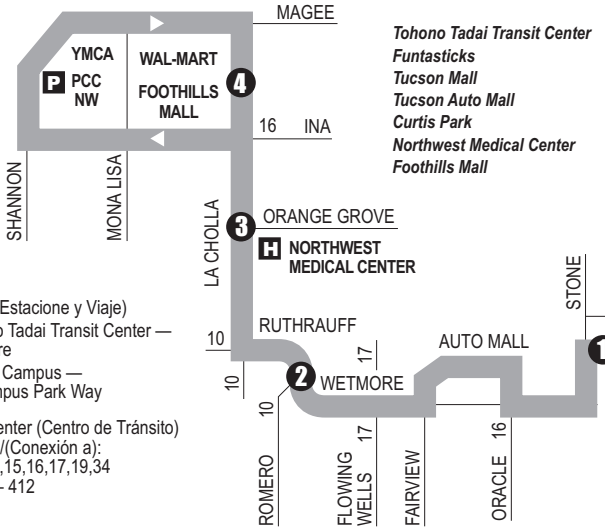 MAGEE
Tohono Tadai Transit Center
Funtasticks
Tucson Mall
Tucson Auto Mall
Curtis Park
Northwest Medical Center
Foothills Mall
YMCA
P PCC
NW
WAL-MART
FOOTHILLS
MALL
4
16 INA
SHANNON
MONA LISA
LA CHOLLA
3
ORANGE GROVE
H NORTHWEST
MEDICAL CENTER
STONE
Estacione y Viaje)
Tadai Transit Center —
Campus —
Park Way
(Centro de Tránsito)
/(Conexión a):
,15,16,17,19,34
- 412
10
RUTHRAUFF
10
2
WETMORE
17
AUTO MALL
1
10
ROMERO
17
FLOWING
WELLS
FAIRVIEW
16
ORACLE